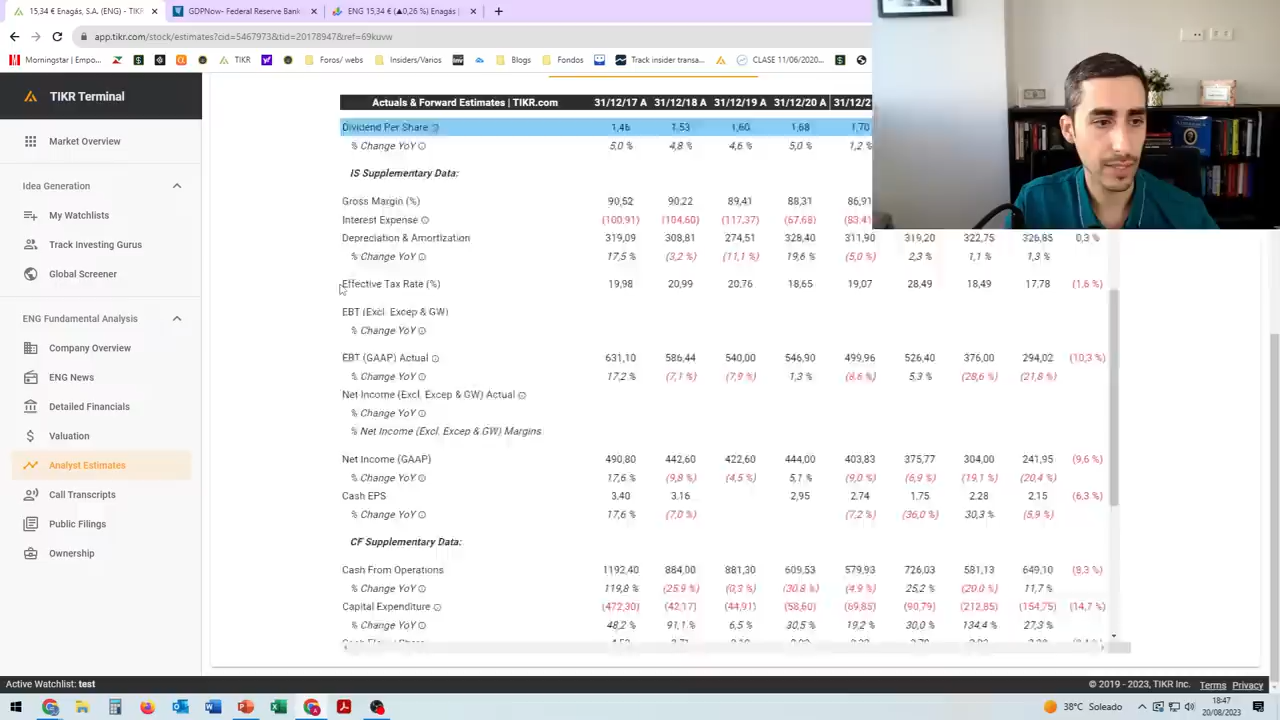 15,34 € Enagás, S.A. (ENG) - TIKR
GDPNow- Federal Reserve Bank
ENG 15,34 € (▲0,26 %) Enagás |
app.tikr.com/stock/estimates?cid=5467973&tid=20178947&ref=69kuvw
Morningstar | Empo...
TIKR
Foros/ webs
Insiders/Varios
Blogs
Fondos
Track insider transa...
CLASE 11/06/2020...
TIKR Terminal
Market Overview
Idea Generation
My Watchlists
Track Investing Gurus
Global Screener
ENG Fundamental Analysis
Company Overview
ENG News
Detailed Financials
Valuation
Analyst Estimates
Call Transcripts
Public Filings
Ownership
Actuals & Forward Estimates | TIKR.com 31/12/17 A 31/12/18 A 31/12/19 A 31/12/20 A 31/12/2
Dividend Per Share 1,46 1,53 1,60 1,68 1,70
% Change YoY 5,0 % 4,8 % 4,6 % 5,0 % 1,2 %
IS Supplementary Data:
Gross Margin (%) 90,52 90,22 89,41 88,31 86,91
Interest Expense (100,91) (104,60) (117,37) (67,68) (83,41)
Depreciation & Amortization 319,09 308,81 274,51 328,40 311,90 319,20 322,75 326,85 0,3 %
% Change YoY 17,5 % (3,2 %) (11,1 %) 19,6 % (5,0 %) 2,3 % 1,1 % 1,3 %
Effective Tax Rate (%) 19,98 20,99 20,76 18,65 19,07 28,49 18,49 17,78 (1,6 %)
EBT (Excl. Excep & GW)
% Change YoY
EBT (GAAP) Actual 631,10 586,44 540,00 546,90 499,96 526,40 376,00 294,02 (10,3 %)
% Change YoY 17,2 % (7,1 %) (7,9 %) 1,3 % (8,6 %) 5,3 % (28,6 %) (21,8 %)
Net Income (Excl. Excep & GW) Actual
% Change YoY
% Net Income (Excl. Excep & GW) Margins
Net Income (GAAP) 490,80 442,60 422,60 444,00 403,83 375,77 304,00 241,95 (9,6 %)
% Change YoY 17,6 % (9,8 %) (4,5 %) 5,1 % (9,0 %) (6,9 %) (19,1 %) (20,4 %)
Cash EPS 3.40 3.16 2,95 2.74 1.75 2.28 2.15 (6,3 %)
% Change YoY 17,6 % (7,0 %) (7,2 %) (36,0 %) 30,3 % (5,9 %)
CF Supplementary Data:
Cash From Operations 1192,40 884,00 881,30 609,53 579,93 726,03 581,13 649,10 (8,3 %)
% Change YoY 119,8 % (25,9 %) (0,3 %) (30,8 %) (4,9 %) 25,2 % (20,0 %) 11,7 %
Capital Expenditure (472,30) (42,17) (44,91) (58,60) (69,85) (90,79) (212,85) (154,75) (14,7 %)
% Change YoY 48,2 % 91,1 % 6,5 % 30,5 % 19,2 % 30,0 % 134,4 % 27,3 %
Active Watchlist: test
© 2019 - 2023, TIKR Inc. Terms Privacy
38°C Soleado
18:47
20/08/2023